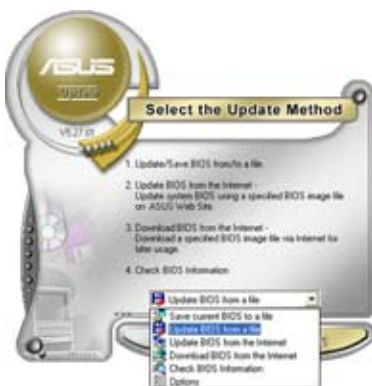 ASUS
Update
V5.27.01
Select the Update Method
1. Update/Save BIOS from/to a file
2. Update BIOS from the Internet -
Update system BIOS using a specified BIOS image file
on ASUS Web Site.
3. Download BIOS from the Internet -
Download a specified BIOS image file via Internet for
later usage.
4. Check BIOS Information
Update BIOS from a file
Save current BIOS to a file
Update BIOS from a file
Update BIOS from the Internet
Download BIOS from the Internet
Check BIOS Information
Options